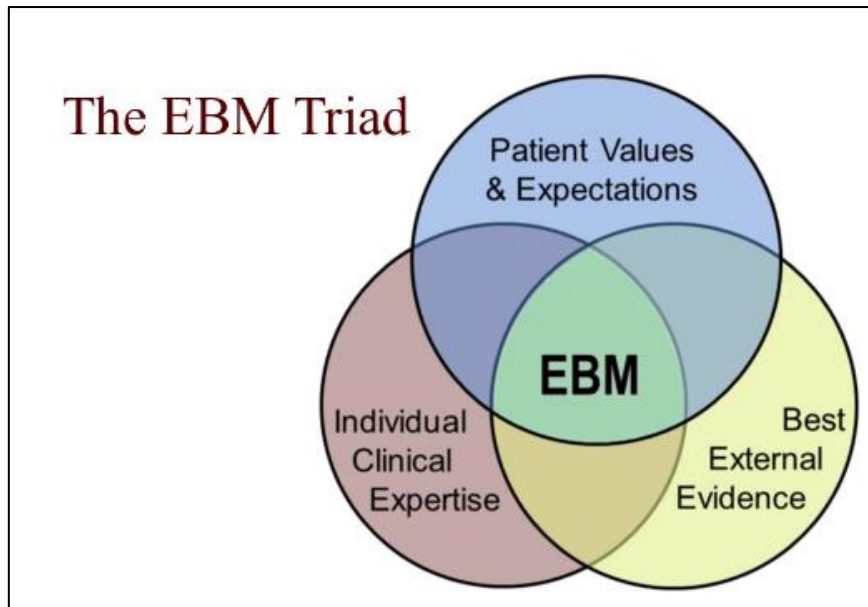 The EBM Triad
Patient Values
& Expectations
EBM
Individual
Clinical
Expertise
Best
External
Evidence